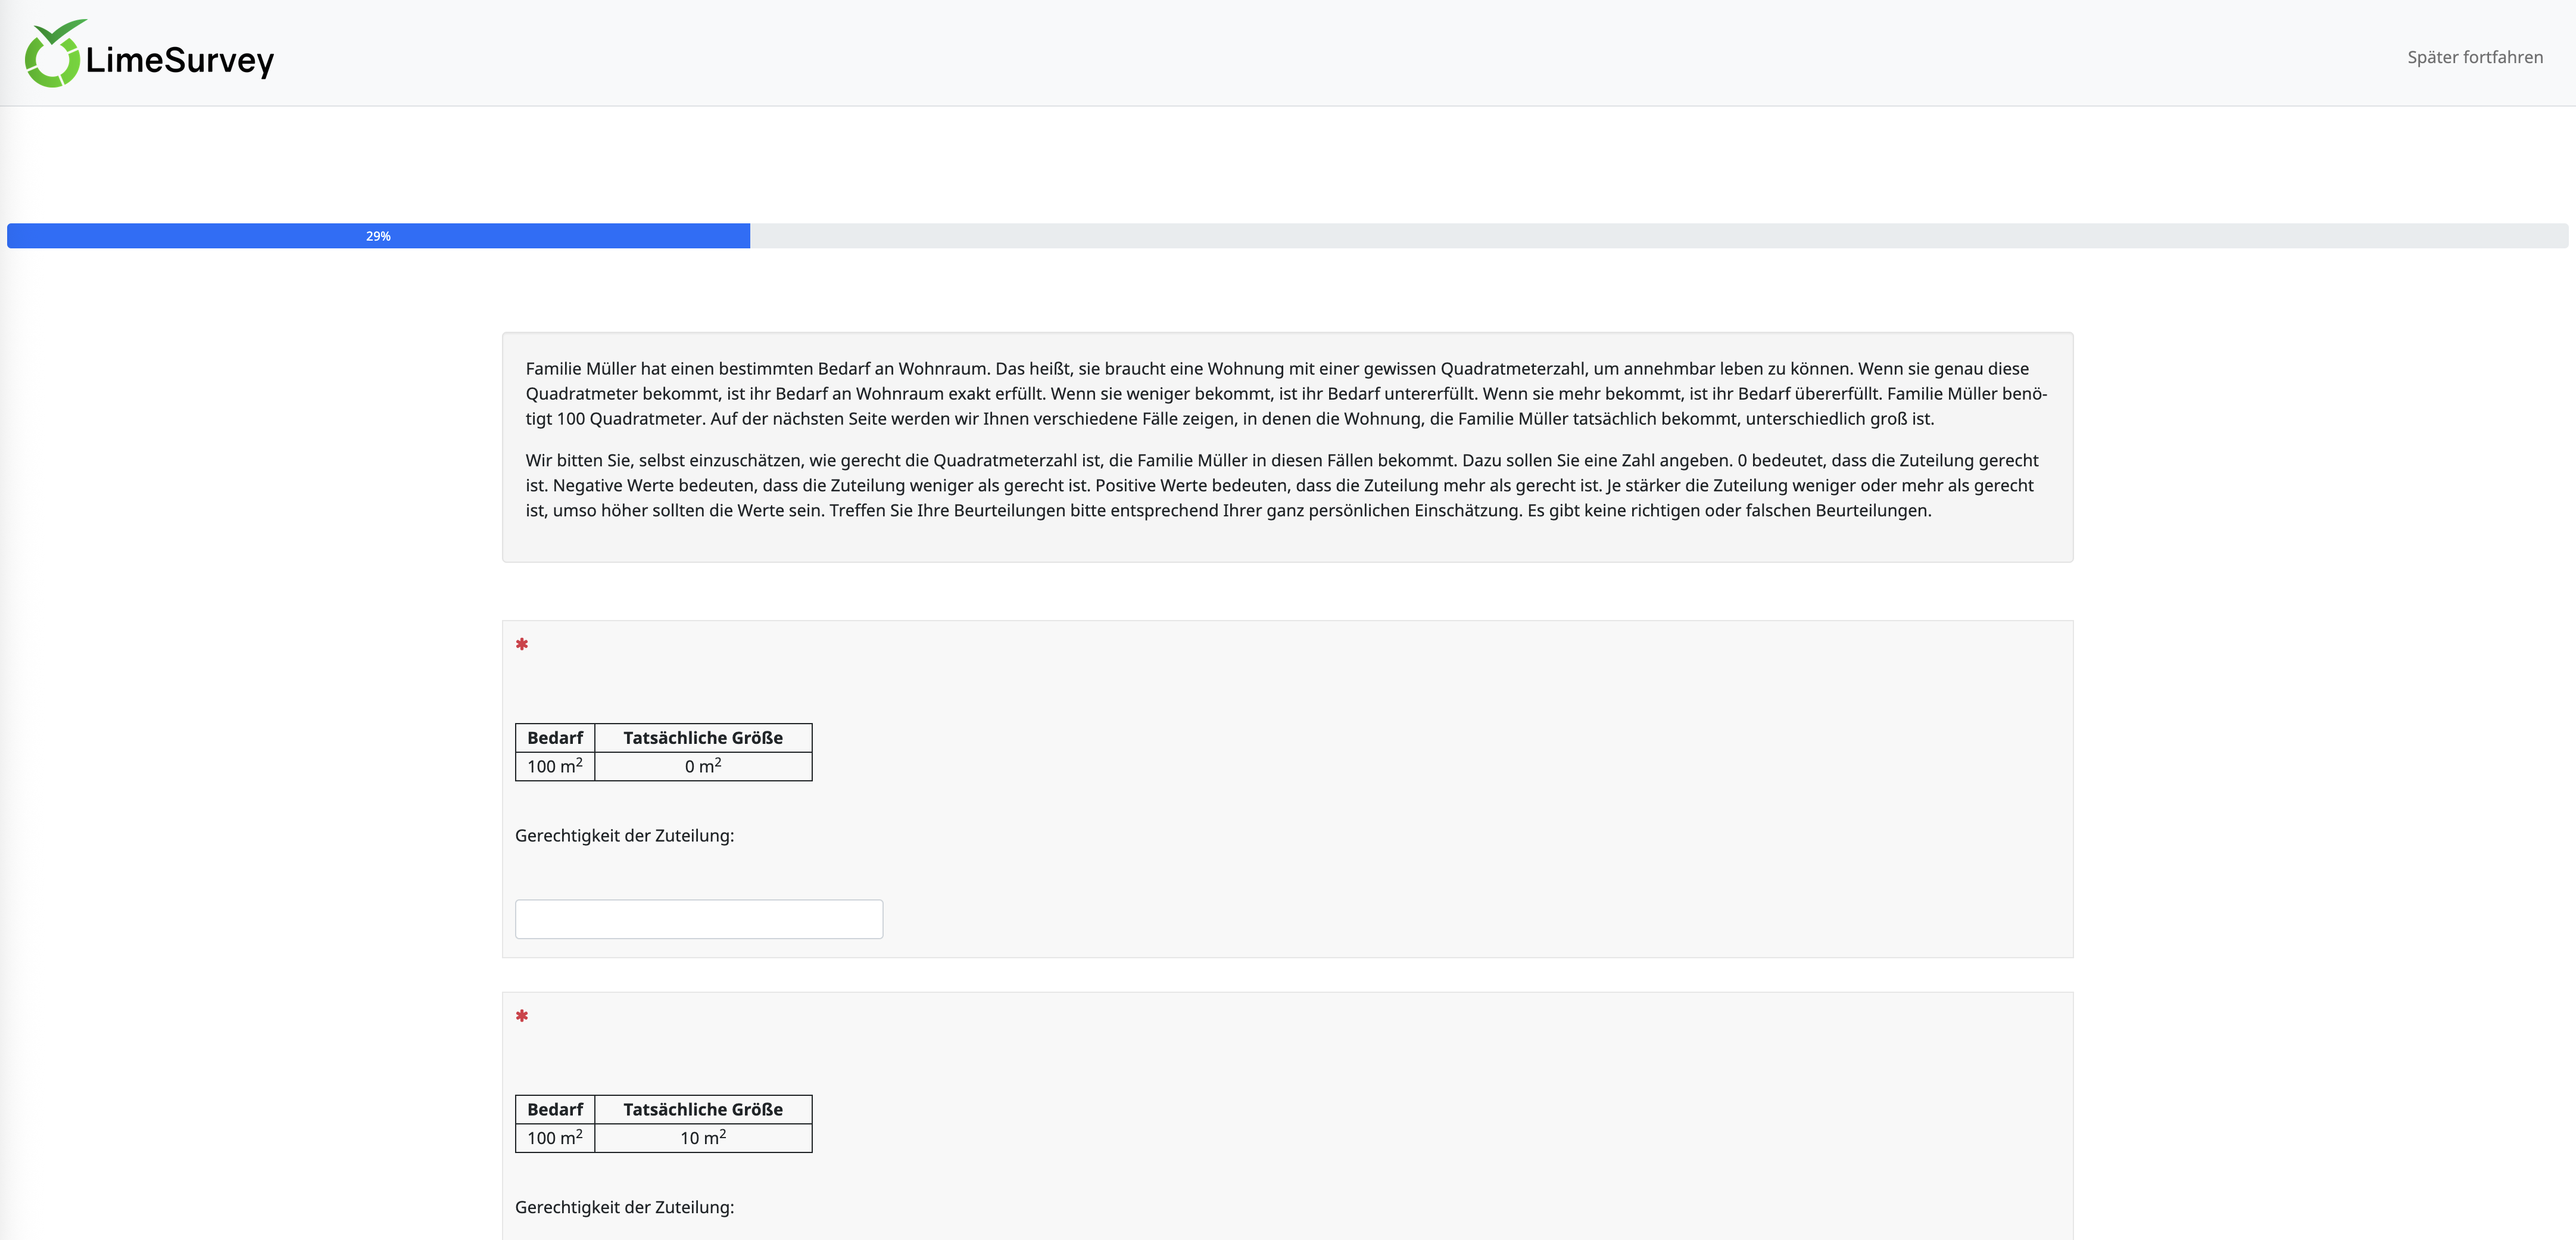 LimeSurvey
Später fortfahren
29%
Familie Müller hat einen bestimmten Bedarf an Wohnraum. Das heißt, sie braucht eine Wohnung mit einer gewissen Quadratmeterzahl, um annehmbar leben zu können. Wenn sie genau diese
Quadratmeter bekommt, ist ihr Bedarf an Wohnraum exakt erfüllt. Wenn sie weniger bekommt, ist ihr Bedarf untererfüllt. Wenn sie mehr bekommt, ist ihr Bedarf übererfüllt. Familie Müller benö-
tigt 100 Quadratmeter. Auf der nächsten Seite werden wir Ihnen verschiedene Fälle zeigen, in denen die Wohnung, die Familie Müller tatsächlich bekommt, unterschiedlich groß ist.
Wir bitten Sie, selbst einzuschätzen, wie gerecht die Quadratmeterzahl ist, die Familie Müller in diesen Fällen bekommt. Dazu sollen Sie eine Zahl angeben. 0 bedeutet, dass die Zuteilung gerecht
ist. Negative Werte bedeuten, dass die Zuteilung weniger als gerecht ist. Positive Werte bedeuten, dass die Zuteilung mehr als gerecht ist. Je stärker die Zuteilung weniger oder mehr als gerecht
ist, umso höher sollten die Werte sein. Treffen Sie Ihre Beurteilungen bitte entsprechend Ihrer ganz persönlichen Einschätzung. Es gibt keine richtigen oder falschen Beurteilungen.
Bedarf Tatsächliche Größe
100 m² 0 m²
Gerechtigkeit der Zuteilung:
Bedarf Tatsächliche Größe
100 m² 10 m²
Gerechtigkeit der Zuteilung: